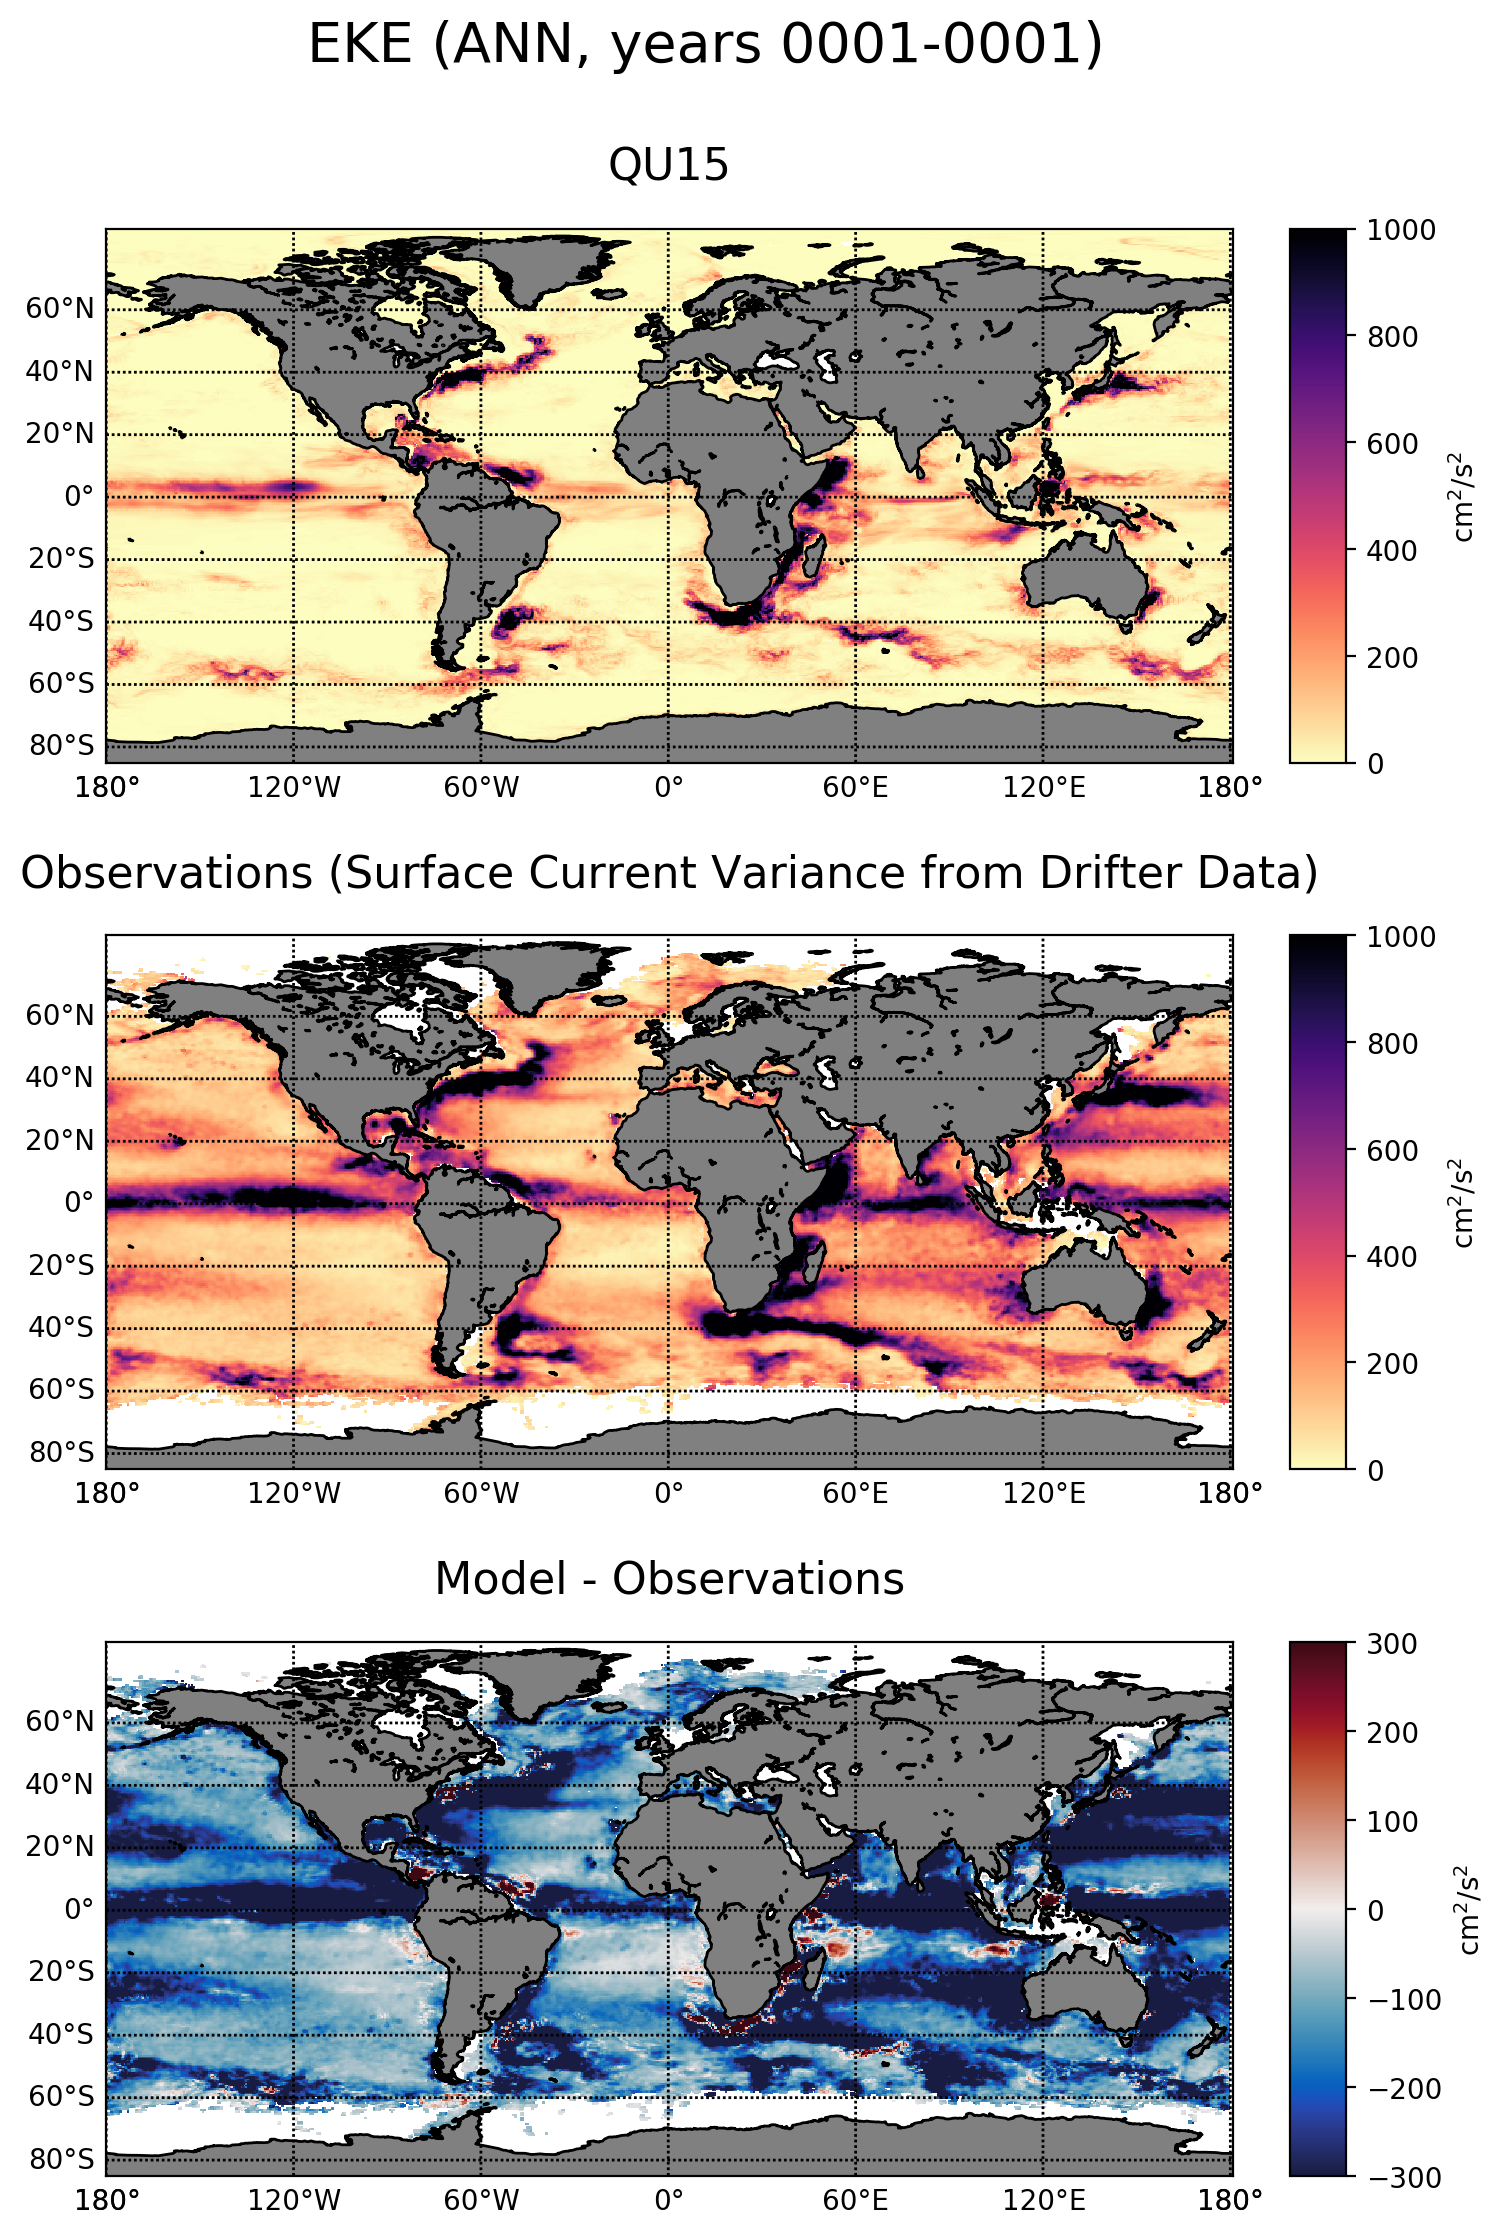 EKE (ANN, years 0001-0001)
QU15
60°N
40°N
20°N
0°
20°S
40°S
60°S
80°S
180°
120°W
60°W
0°
60°E
120°E
180°
1000
800
600
400
200
0
cm²/s²
Observations (Surface Current Variance from Drifter Data)
60°N
40°N
20°N
0°
20°S
40°S
60°S
80°S
180°
120°W
60°W
0°
60°E
120°E
180°
1000
800
600
400
200
0
cm²/s²
Model - Observations
60°N
40°N
20°N
0°
20°S
40°S
60°S
80°S
180°
120°W
60°W
0°
60°E
120°E
180°
300
200
100
0
−100
−200
−300
cm²/s²